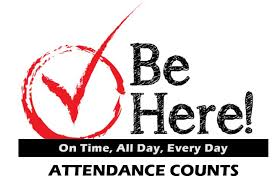 Be
Here!
On Time, All Day, Every Day
ATTENDANCE COUNTS